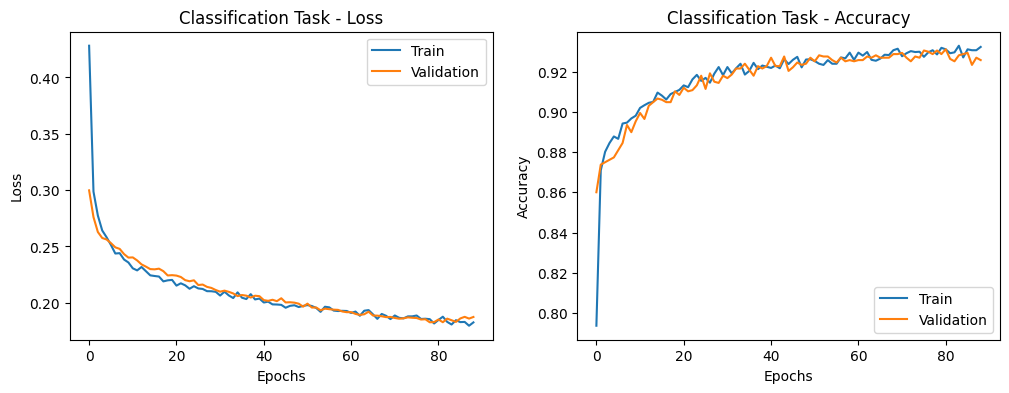 Classification Task - Loss
Train
Validation
0.40
0.35
0.30
0.25
0.20
Loss
0
20
40
60
80
Epochs
Classification Task - Accuracy
0.92
0.90
0.88
0.86
0.84
0.82
0.80
Accuracy
Train
Validation
0
20
40
60
80
Epochs